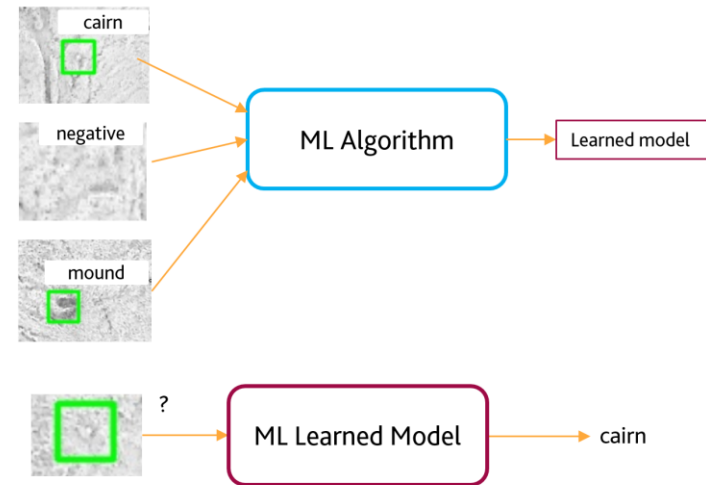 cairn
negative
mound
ML Algorithm
Learned model
?
ML Learned Model
cairn